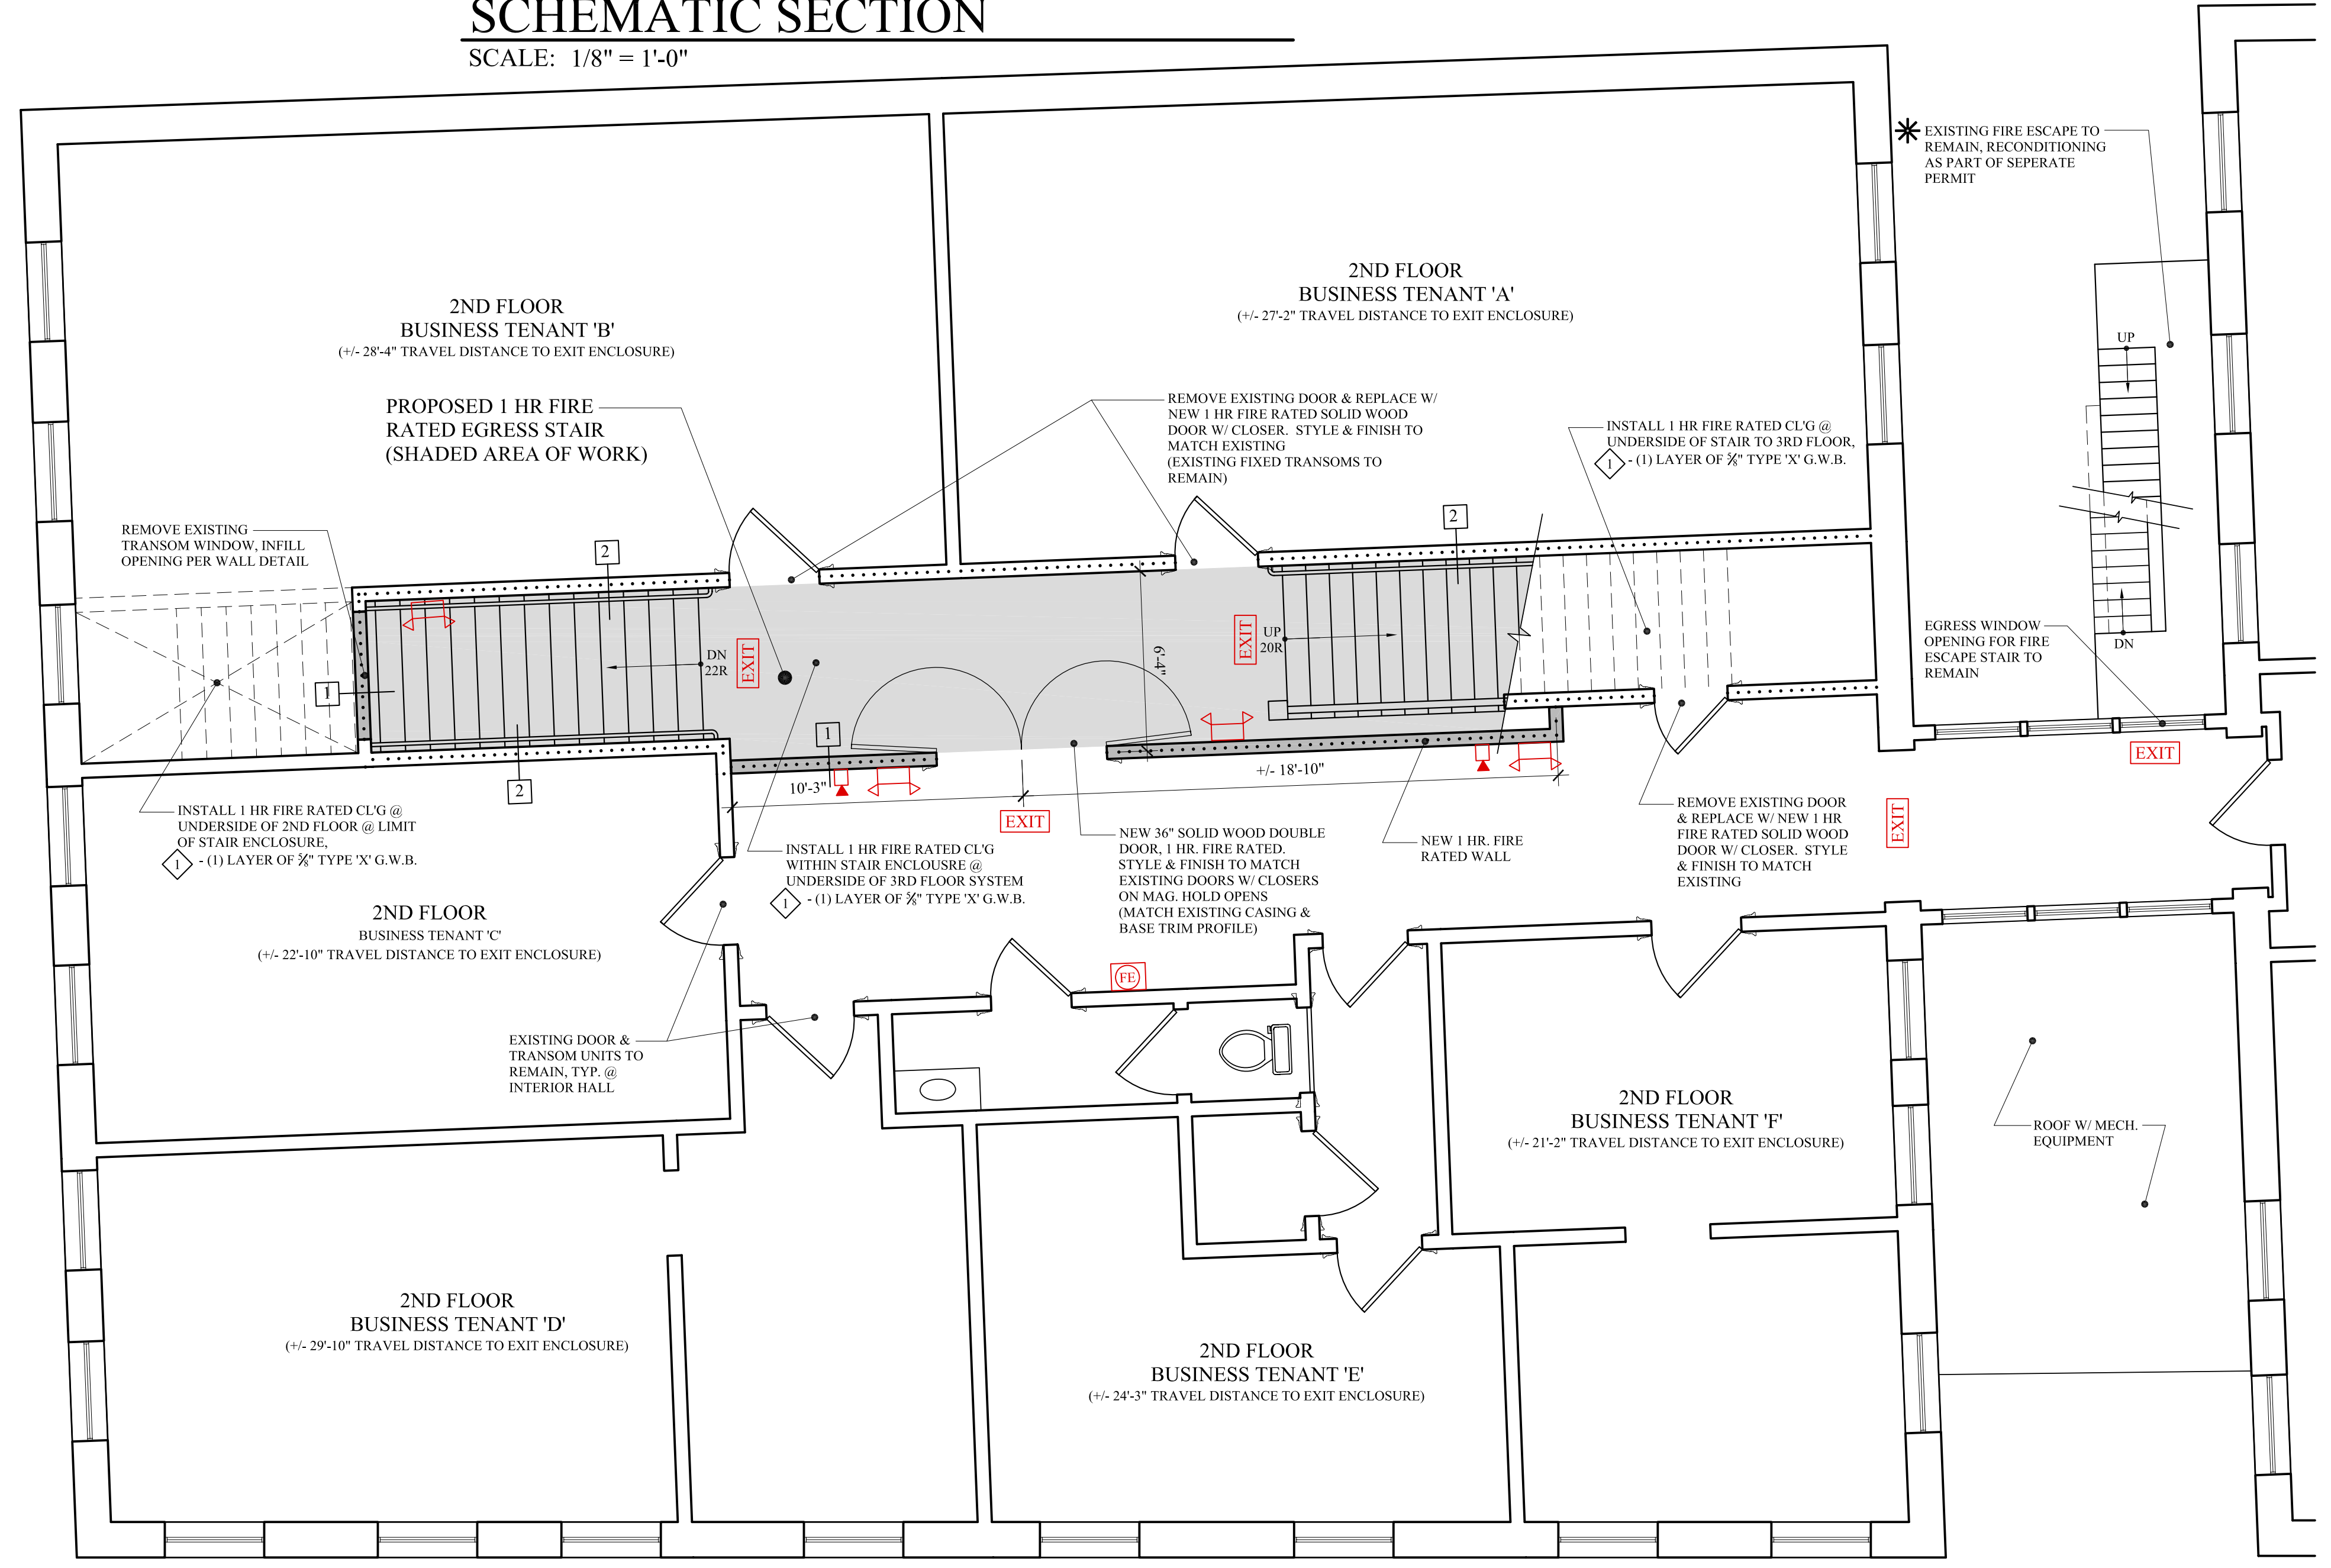 SCHEMATIC SECTION
SCALE: 1/8" = 1'-0"
EXISTING FIRE ESCAPE TO
REMAIN, RECONDITIONING
AS PART OF SEPERATE
PERMIT
2ND FLOOR
BUSINESS TENANT 'B'
(+/- 28'-4" TRAVEL DISTANCE TO EXIT ENCLOSURE)
2ND FLOOR
BUSINESS TENANT 'A'
(+/- 27'-2" TRAVEL DISTANCE TO EXIT ENCLOSURE)
PROPOSED 1 HR FIRE
RATED EGRESS STAIR
(SHADED AREA OF WORK)
REMOVE EXISTING DOOR & REPLACE W/
NEW 1 HR FIRE RATED SOLID WOOD
DOOR W/ CLOSER. STYLE & FINISH TO
MATCH EXISTING
(EXISTING FIXED TRANSOMS TO
REMAIN)
INSTALL 1 HR FIRE RATED CL'G @
UNDERSIDE OF STAIR TO 3RD FLOOR,
1 - (1) LAYER OF 5/8" TYPE 'X' G.W.B.
UP
DN
REMOVE EXISTING
TRANSOM WINDOW, INFILL
OPENING PER WALL DETAIL
2
2
1
2
1
DN
22R
EXIT
EXIT
UP
20R
6'-4"
EGRESS WINDOW
OPENING FOR FIRE
ESCAPE STAIR TO
REMAIN
EXIT
10'-3"
+/- 18'-10"
EXIT
EXIT
INSTALL 1 HR FIRE RATED CL'G @
UNDERSIDE OF 2ND FLOOR @ LIMIT
OF STAIR ENCLOSURE,
1 - (1) LAYER OF 5/8" TYPE 'X' G.W.B.
INSTALL 1 HR FIRE RATED CL'G
WITHIN STAIR ENCLOUSRE @
UNDERSIDE OF 3RD FLOOR SYSTEM
1 - (1) LAYER OF 5/8" TYPE 'X' G.W.B.
NEW 36" SOLID WOOD DOUBLE
DOOR, 1 HR. FIRE RATED.
STYLE & FINISH TO MATCH
EXISTING DOORS W/ CLOSERS
ON MAG. HOLD OPENS
(MATCH EXISTING CASING &
BASE TRIM PROFILE)
NEW 1 HR. FIRE
RATED WALL
REMOVE EXISTING DOOR
& REPLACE W/ NEW 1 HR
FIRE RATED SOLID WOOD
DOOR W/ CLOSER. STYLE
& FINISH TO MATCH
EXISTING
2ND FLOOR
BUSINESS TENANT 'C'
(+/- 22'-10" TRAVEL DISTANCE TO EXIT ENCLOSURE)
FE
EXISTING DOOR &
TRANSOM UNITS TO
REMAIN, TYP. @
INTERIOR HALL
2ND FLOOR
BUSINESS TENANT 'F'
(+/- 21'-2" TRAVEL DISTANCE TO EXIT ENCLOSURE)
ROOF W/ MECH.
EQUIPMENT
2ND FLOOR
BUSINESS TENANT 'D'
(+/- 29'-10" TRAVEL DISTANCE TO EXIT ENCLOSURE)
2ND FLOOR
BUSINESS TENANT 'E'
(+/- 24'-3" TRAVEL DISTANCE TO EXIT ENCLOSURE)